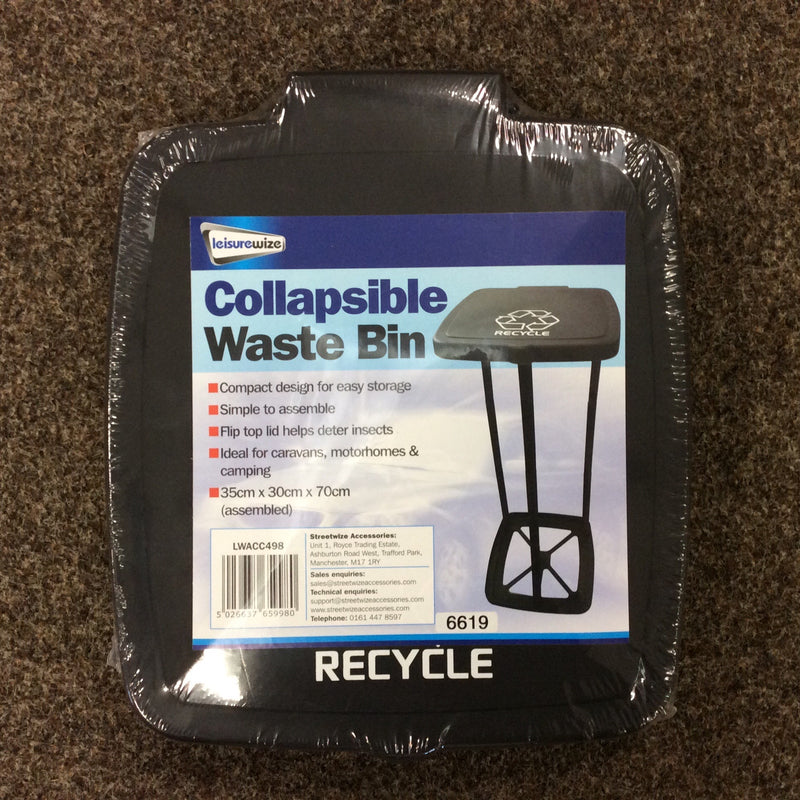 leisurewize
Collapsible
Waste Bin
RECYCLE
Compact design for easy storage
Simple to assemble
Flip top lid helps deter insects
Ideal for caravans, motorhomes &
camping
35cm x 30cm x 70cm
(assembled)
LWACC498
5 026637 659980
Streetwize Accessories:
Unit 1, Royce Trading Estate,
Ashburton Road West, Trafford Park,
Manchester, M17 1RY
Sales enquiries:
sales@streetwizeaccessories.com
Technical enquiries:
support@streetwizeaccessories.com
www.streetwizeaccessories.com
Telephone: 0161 447 8597
6619
RECYCLE